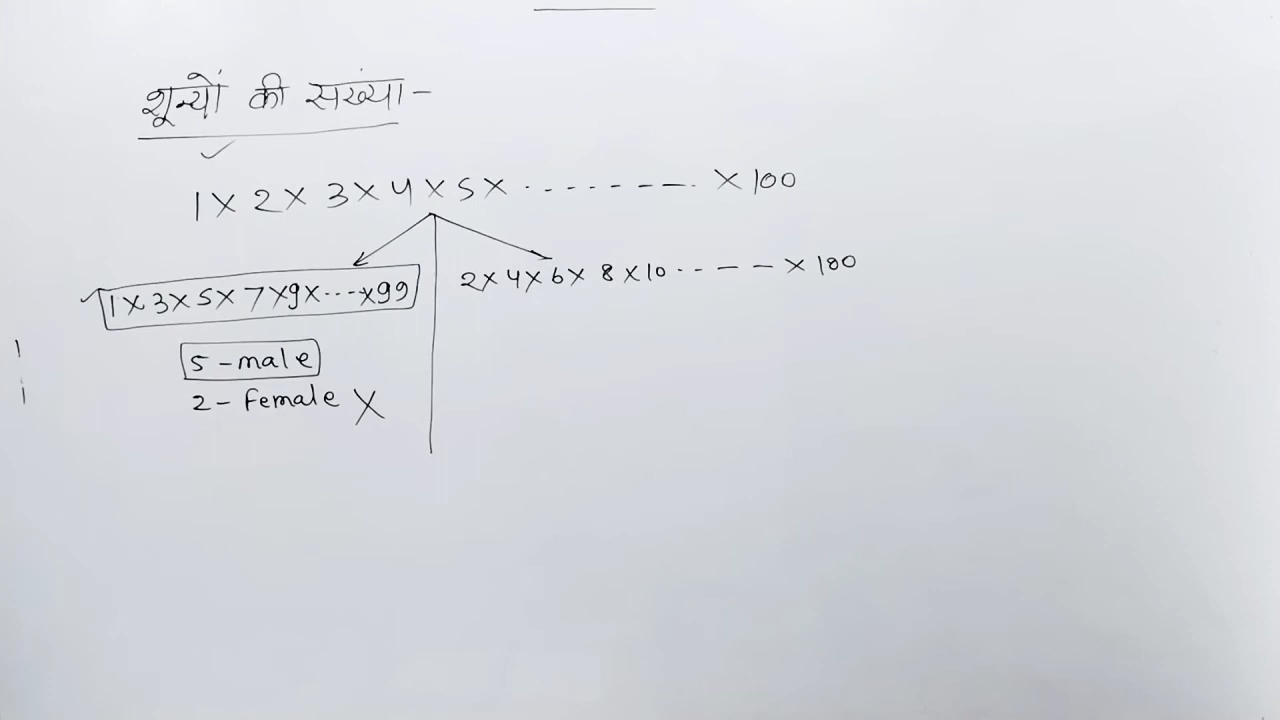 शून्यों की सख्या -
1 × 2 × 3 × 4 × 5 × · - - - - - - - - × 100
1 × 3 × 5 × 7 × 9 × · · · - · × 99
2 × 4 × 6 × 8 × 10 · - - - - × 100
5 - male
2 - Female ×